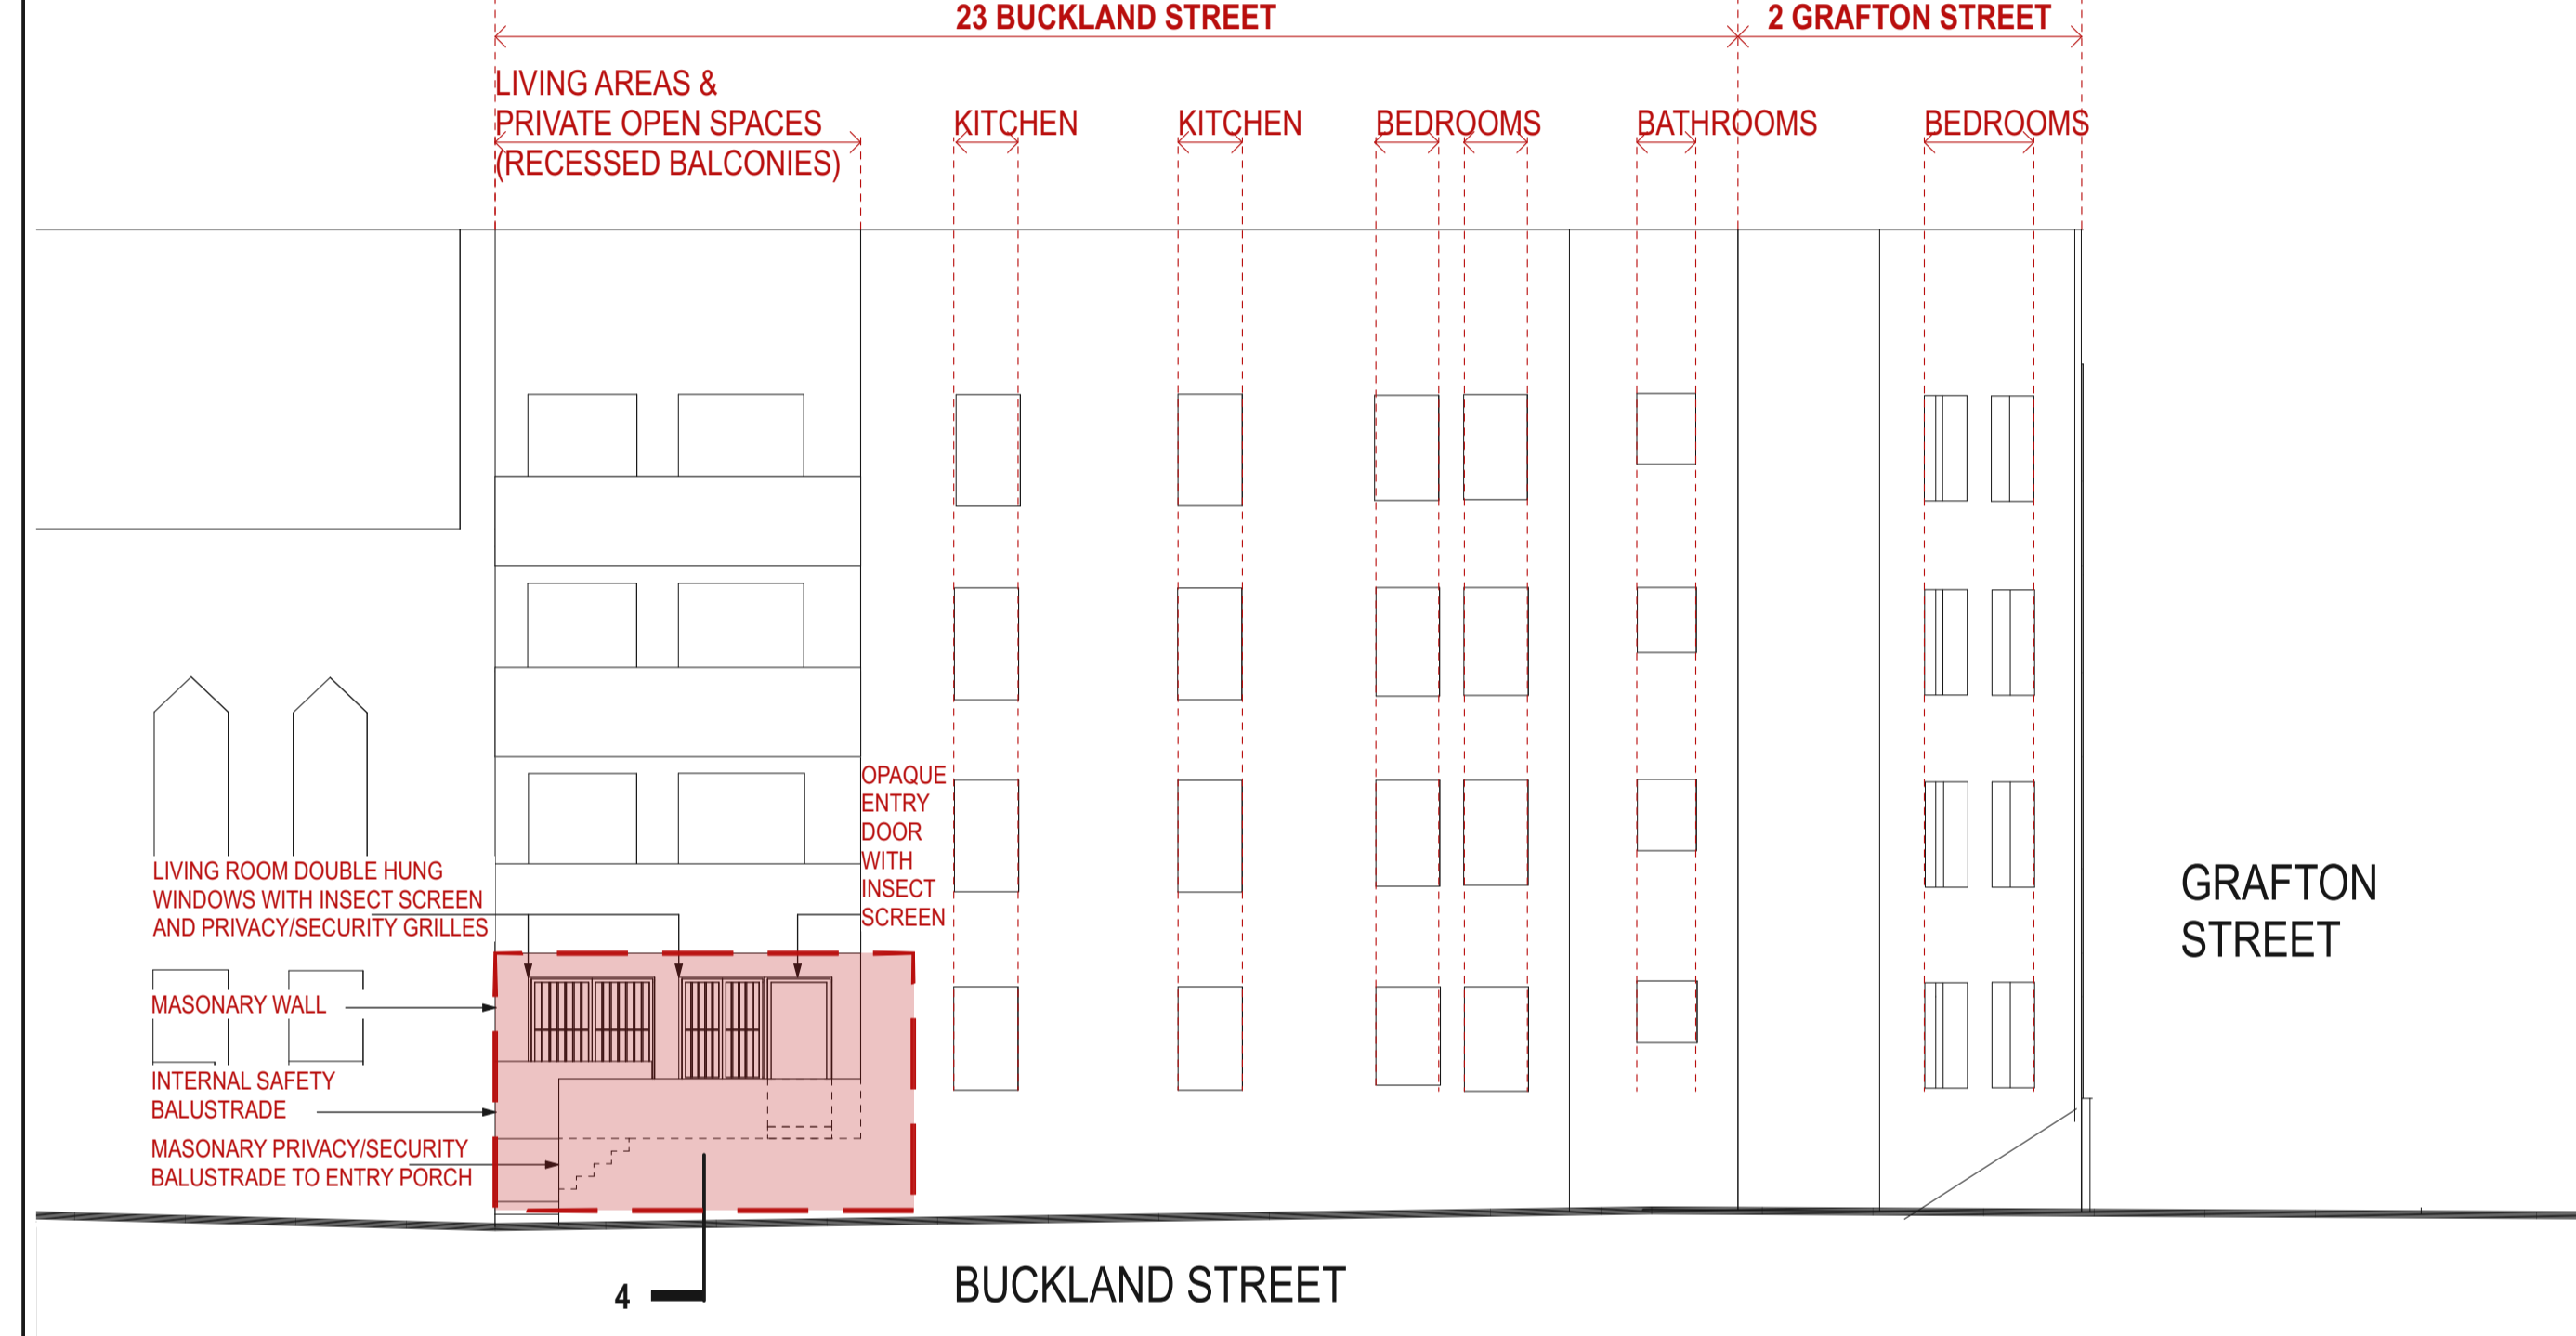 23 BUCKLAND STREET
2 GRAFTON STREET
LIVING AREAS &
PRIVATE OPEN SPACES
(RECESSED BALCONIES)
KITCHEN
KITCHEN
BEDROOMS
BATHROOMS
BEDROOMS
OPAQUE
ENTRY
DOOR
WITH
INSECT
SCREEN
LIVING ROOM DOUBLE HUNG
WINDOWS WITH INSECT SCREEN
AND PRIVACY/SECURITY GRILLES
MASONARY WALL
INTERNAL SAFETY
BALUSTRADE
MASONARY PRIVACY/SECURITY
BALUSTRADE TO ENTRY PORCH
GRAFTON
STREET
BUCKLAND STREET
4